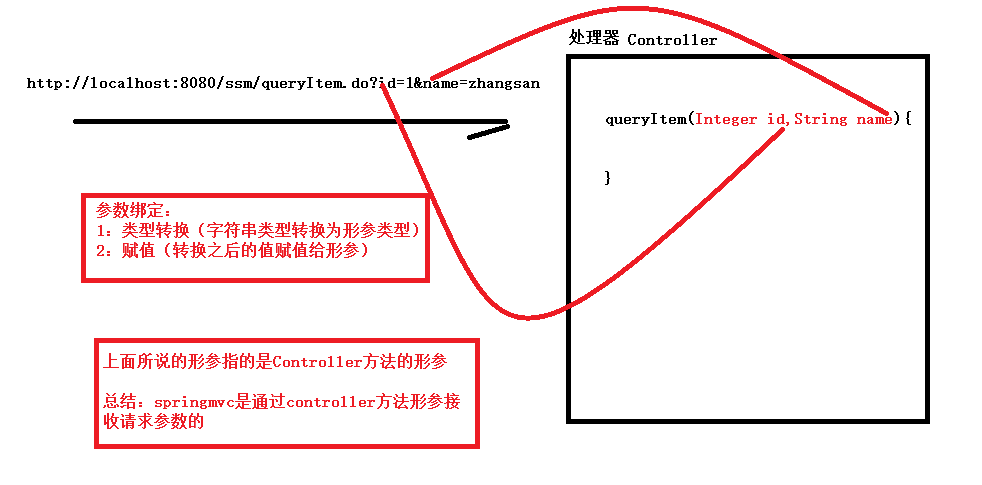 处理器 Controller
http://localhost:8080/ssm/queryItem.do?id=1&name=zhangsan
queryItem(Integer id,String name){
}
参数绑定：
1：类型转换（字符串类型转换为形参类型）
2：赋值（转换之后的值赋值给形参）
上面所说的形参指的是Controller方法的形参
总结：springmvc是通过controller方法形参接
收请求参数的